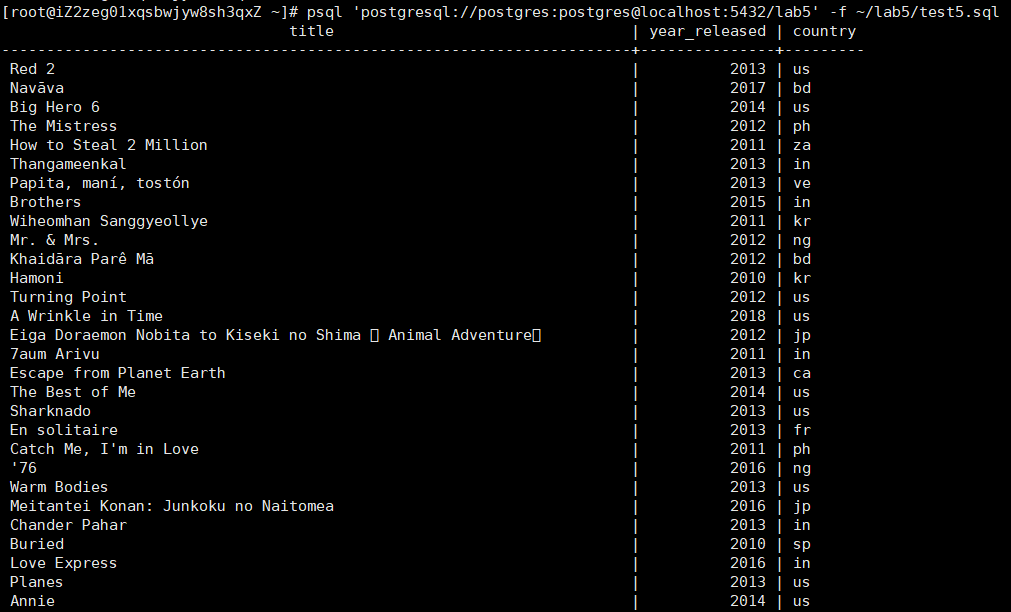 [root@iZ2zeg01xqsbwjyw8sh3qxZ ~]# psql 'postgresql://postgres:postgres@localhost:5432/lab5' -f ~/lab5/test5.sql
title | year_released | country
----------------------------------------------------------------------+---------------+---------
Red 2 | 2013 | us
Navāva | 2017 | bd
Big Hero 6 | 2014 | us
The Mistress | 2012 | ph
How to Steal 2 Million | 2011 | za
Thangameenkal | 2013 | in
Papita, maní, tostón | 2013 | ve
Brothers | 2015 | in
Wiheomhan Sanggyeollye | 2011 | kr
Mr. & Mrs. | 2012 | ng
Khaidāra Parê Mā | 2012 | bd
Hamoni | 2010 | kr
Turning Point | 2012 | us
A Wrinkle in Time | 2018 | us
Eiga Doraemon Nobita to Kiseki no Shima ▯ Animal Adventure▯ | 2012 | jp
7aum Arivu | 2011 | in
Escape from Planet Earth | 2013 | ca
The Best of Me | 2014 | us
Sharknado | 2013 | us
En solitaire | 2013 | fr
Catch Me, I'm in Love | 2011 | ph
'76 | 2016 | ng
Warm Bodies | 2013 | us
Meitantei Konan: Junkoku no Naitomea | 2016 | jp
Chander Pahar | 2013 | in
Buried | 2010 | sp
Love Express | 2016 | in
Planes | 2013 | us
Annie | 2014 | us